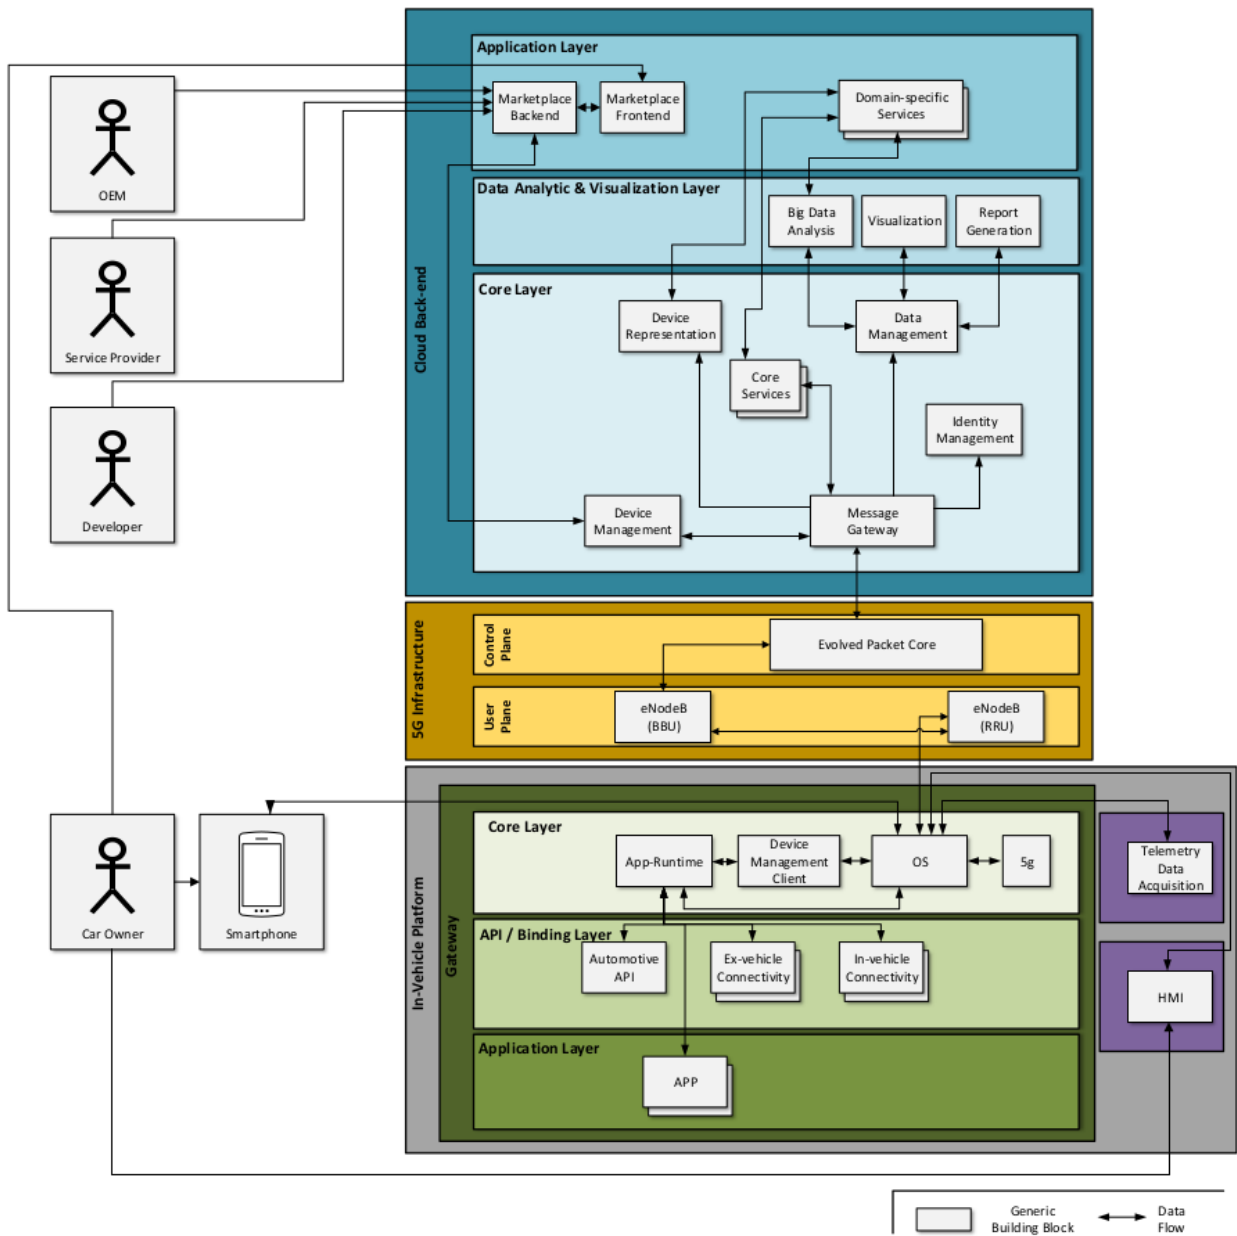 Application Layer
Marketplace
Backend
Marketplace
Frontend
Domain-specific
Services
OEM
Data Analytic & Visualization Layer
Big Data
Analysis
Visualization
Report
Generation
Service Provider
Cloud Back-end
Core Layer
Device
Representation
Data
Management
Core
Services
Identity
Management
Developer
Device
Management
Message
Gateway
5G Infrastructure
Control
Plane
Evolved Packet Core
User
Plane
eNodeB
(BBU)
eNodeB
(RRU)
In-Vehicle Platform
Gateway
Core Layer
App-Runtime
Device
Management
Client
OS
5g
Telemetry
Data
Acquisition
Car Owner
Smartphone
API / Binding Layer
Automotive
API
Ex-vehicle
Connectivity
In-vehicle
Connectivity
HMI
Application Layer
APP
Generic
Building Block
Data
Flow